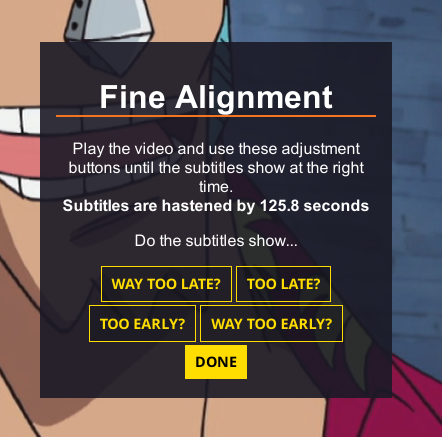 Fine Alignment
Play the video and use these adjustment
buttons until the subtitles show at the right
time.
Subtitles are hastened by 125.8 seconds
Do the subtitles show...
WAY TOO LATE? TOO LATE?
TOO EARLY? WAY TOO EARLY?
DONE